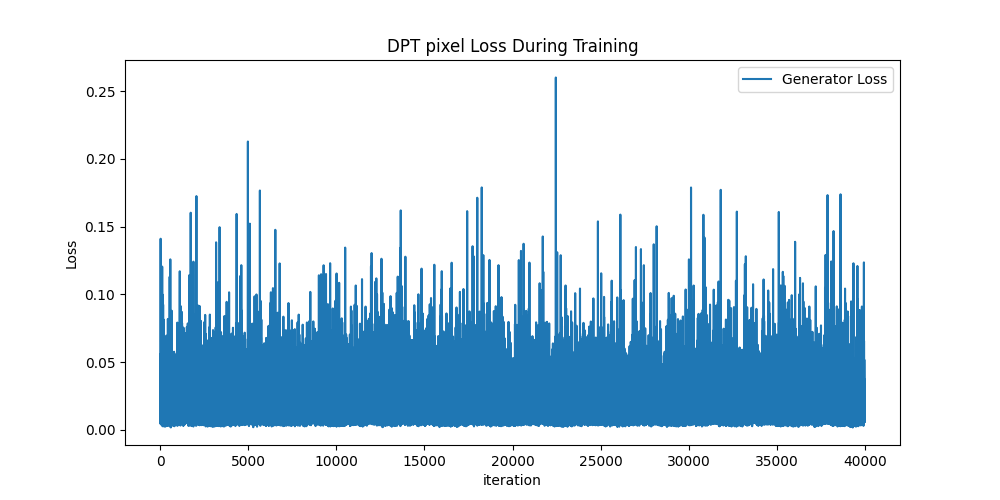 DPT pixel Loss During Training
Generator Loss
Loss
0.25
0.20
0.15
0.10
0.05
0.00
0 5000 10000 15000 20000 25000 30000 35000 40000
iteration